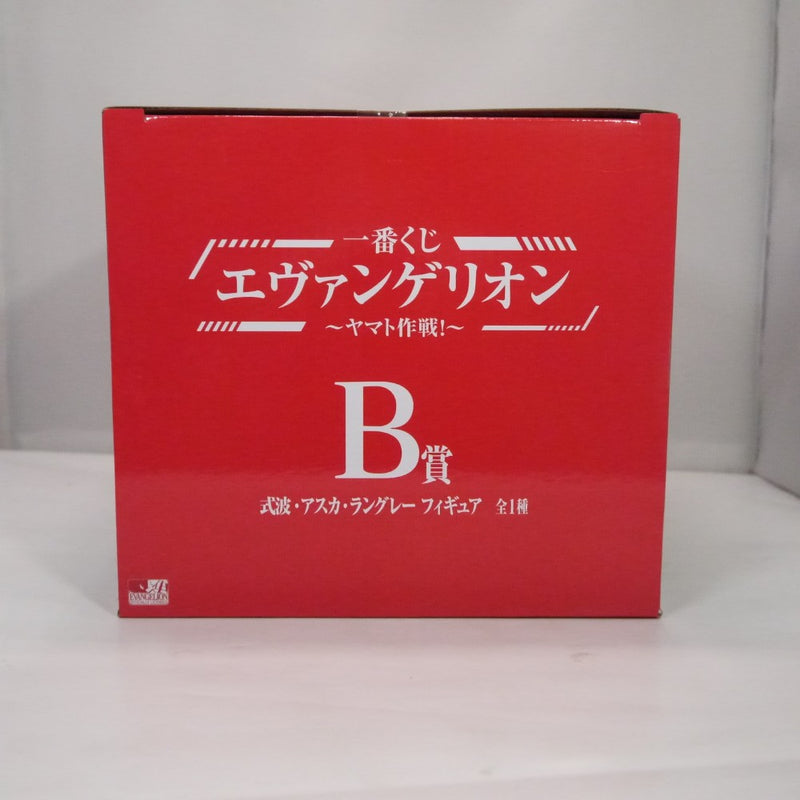 一番くじ
エヴァンゲリオン
～ヤマト作戦！～
B賞
式波・アスカ・ラングレー フィギュア 全1種
EVANGELION